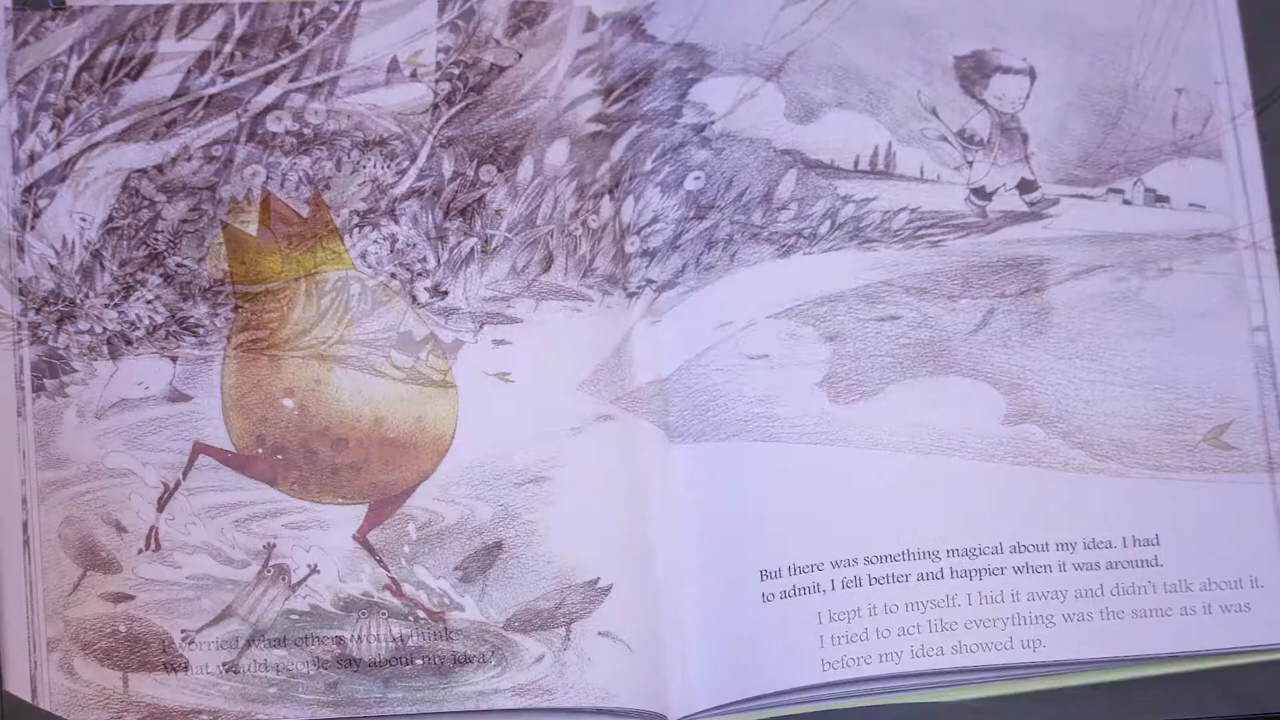 I worried what others would think.
What would people say about my idea?
But there was something magical about my idea. I had
to admit, I felt better and happier when it was around.
I kept it to myself. I hid it away and didn't talk about it.
I tried to act like everything was the same as it was
before my idea showed up.